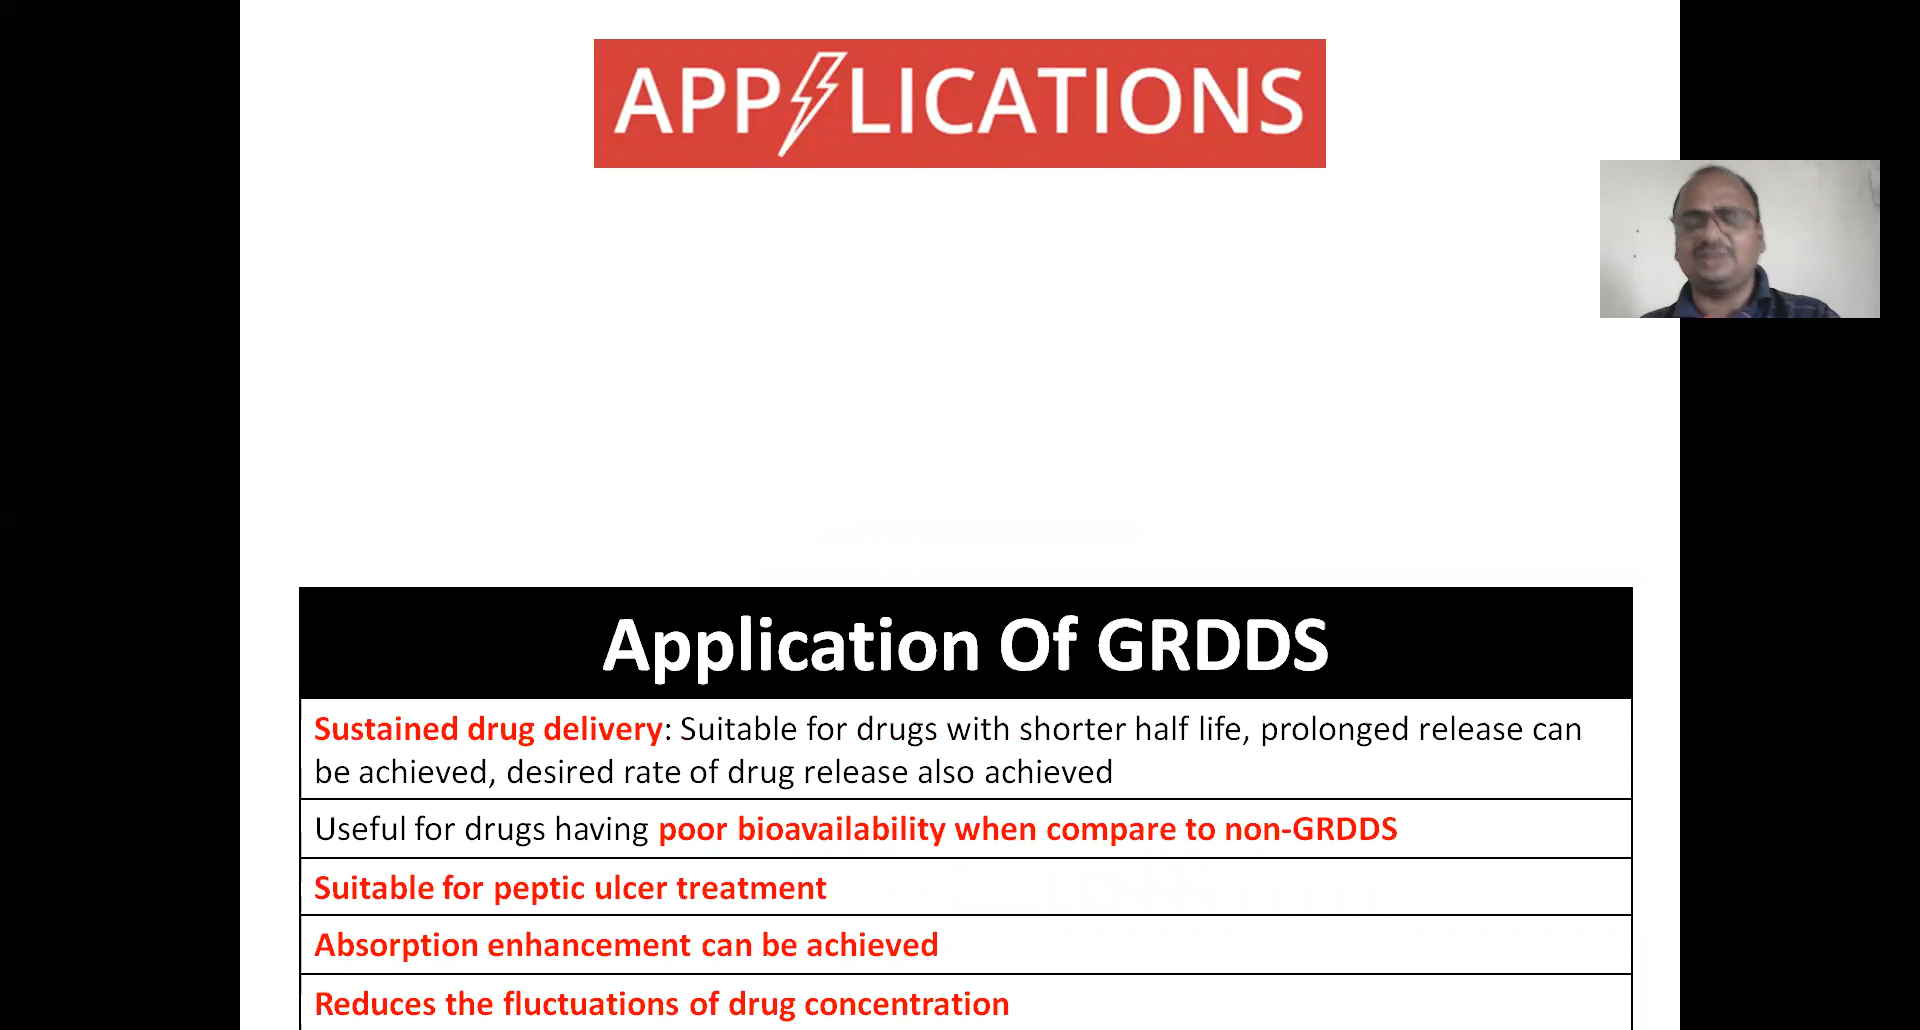 APPLICATIONS
Application Of GRDDS
Sustained drug delivery: Suitable for drugs with shorter half life, prolonged release can
be achieved, desired rate of drug release also achieved
Useful for drugs having poor bioavailability when compare to non-GRDDS
Suitable for peptic ulcer treatment
Absorption enhancement can be achieved
Reduces the fluctuations of drug concentration